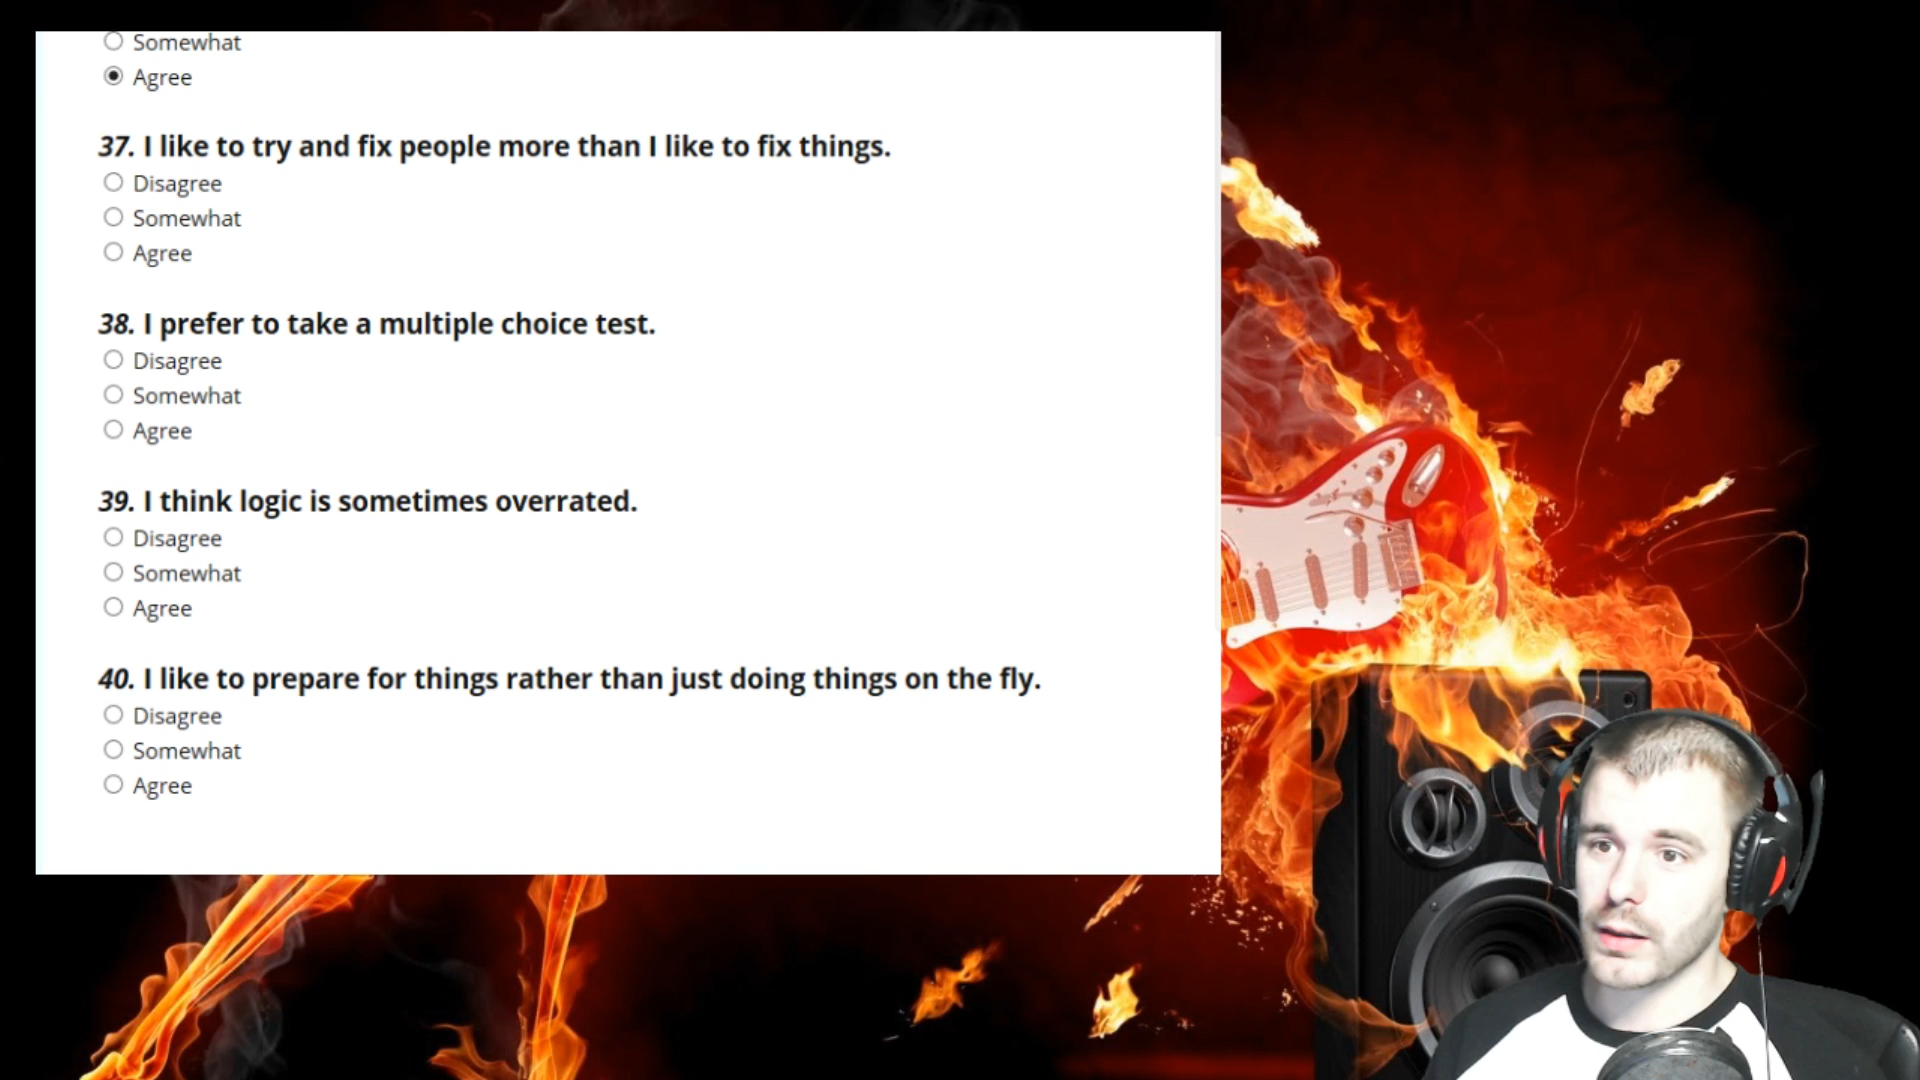 Somewhat
Agree
37. I like to try and fix people more than I like to fix things.
Disagree
Somewhat
Agree
38. I prefer to take a multiple choice test.
Disagree
Somewhat
Agree
39. I think logic is sometimes overrated.
Disagree
Somewhat
Agree
40. I like to prepare for things rather than just doing things on the fly.
Disagree
Somewhat
Agree